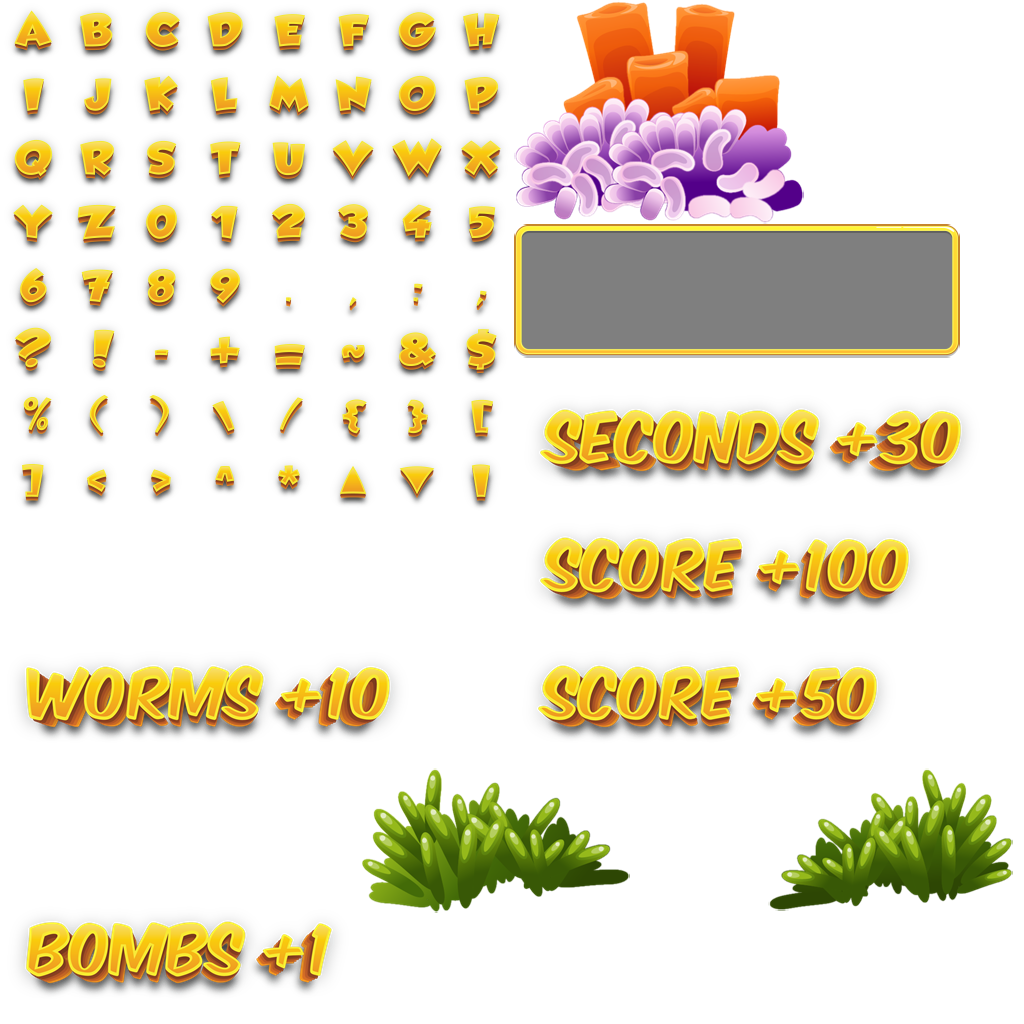 A B C D E F G H
I J K L M N O P
Q R S T U V W X
Y Z 0 1 2 3 4 5
6 7 8 9 . , : ;
? ! - + = ~ & $
% ( ) \ / { } [
] < > ^ * ▲ ▼ |
SECONDS +30
SCORE +100
WORMS +10
SCORE +50
BOMBS +1